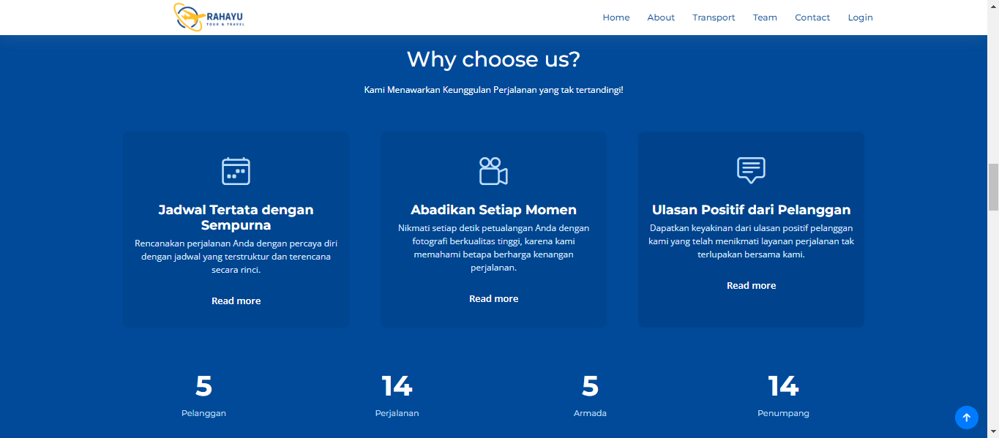 RAHAYU
TOUR & TRAVEL
Home About Transport Team Contact Login
Why choose us?
Kami Menawarkan Keunggulan Perjalanan yang tak tertandingi!
Jadwal Tertata dengan
Sempurna
Rencanakan perjalanan Anda dengan percaya diri
dengan jadwal yang terstruktur dan terencana
secara rinci.
Read more
Abadikan Setiap Momen
Nikmati setiap detik petualangan Anda dengan
fotografi berkualitas tinggi, karena kami
memahami betapa berharga kenangan
perjalanan.
Read more
Ulasan Positif dari Pelanggan
Dapatkan keyakinan dari ulasan positif pelanggan
kami yang telah menikmati layanan perjalanan tak
terlupakan bersama kami.
Read more
5
Pelanggan
14
Perjalanan
5
Armada
14
Penumpang